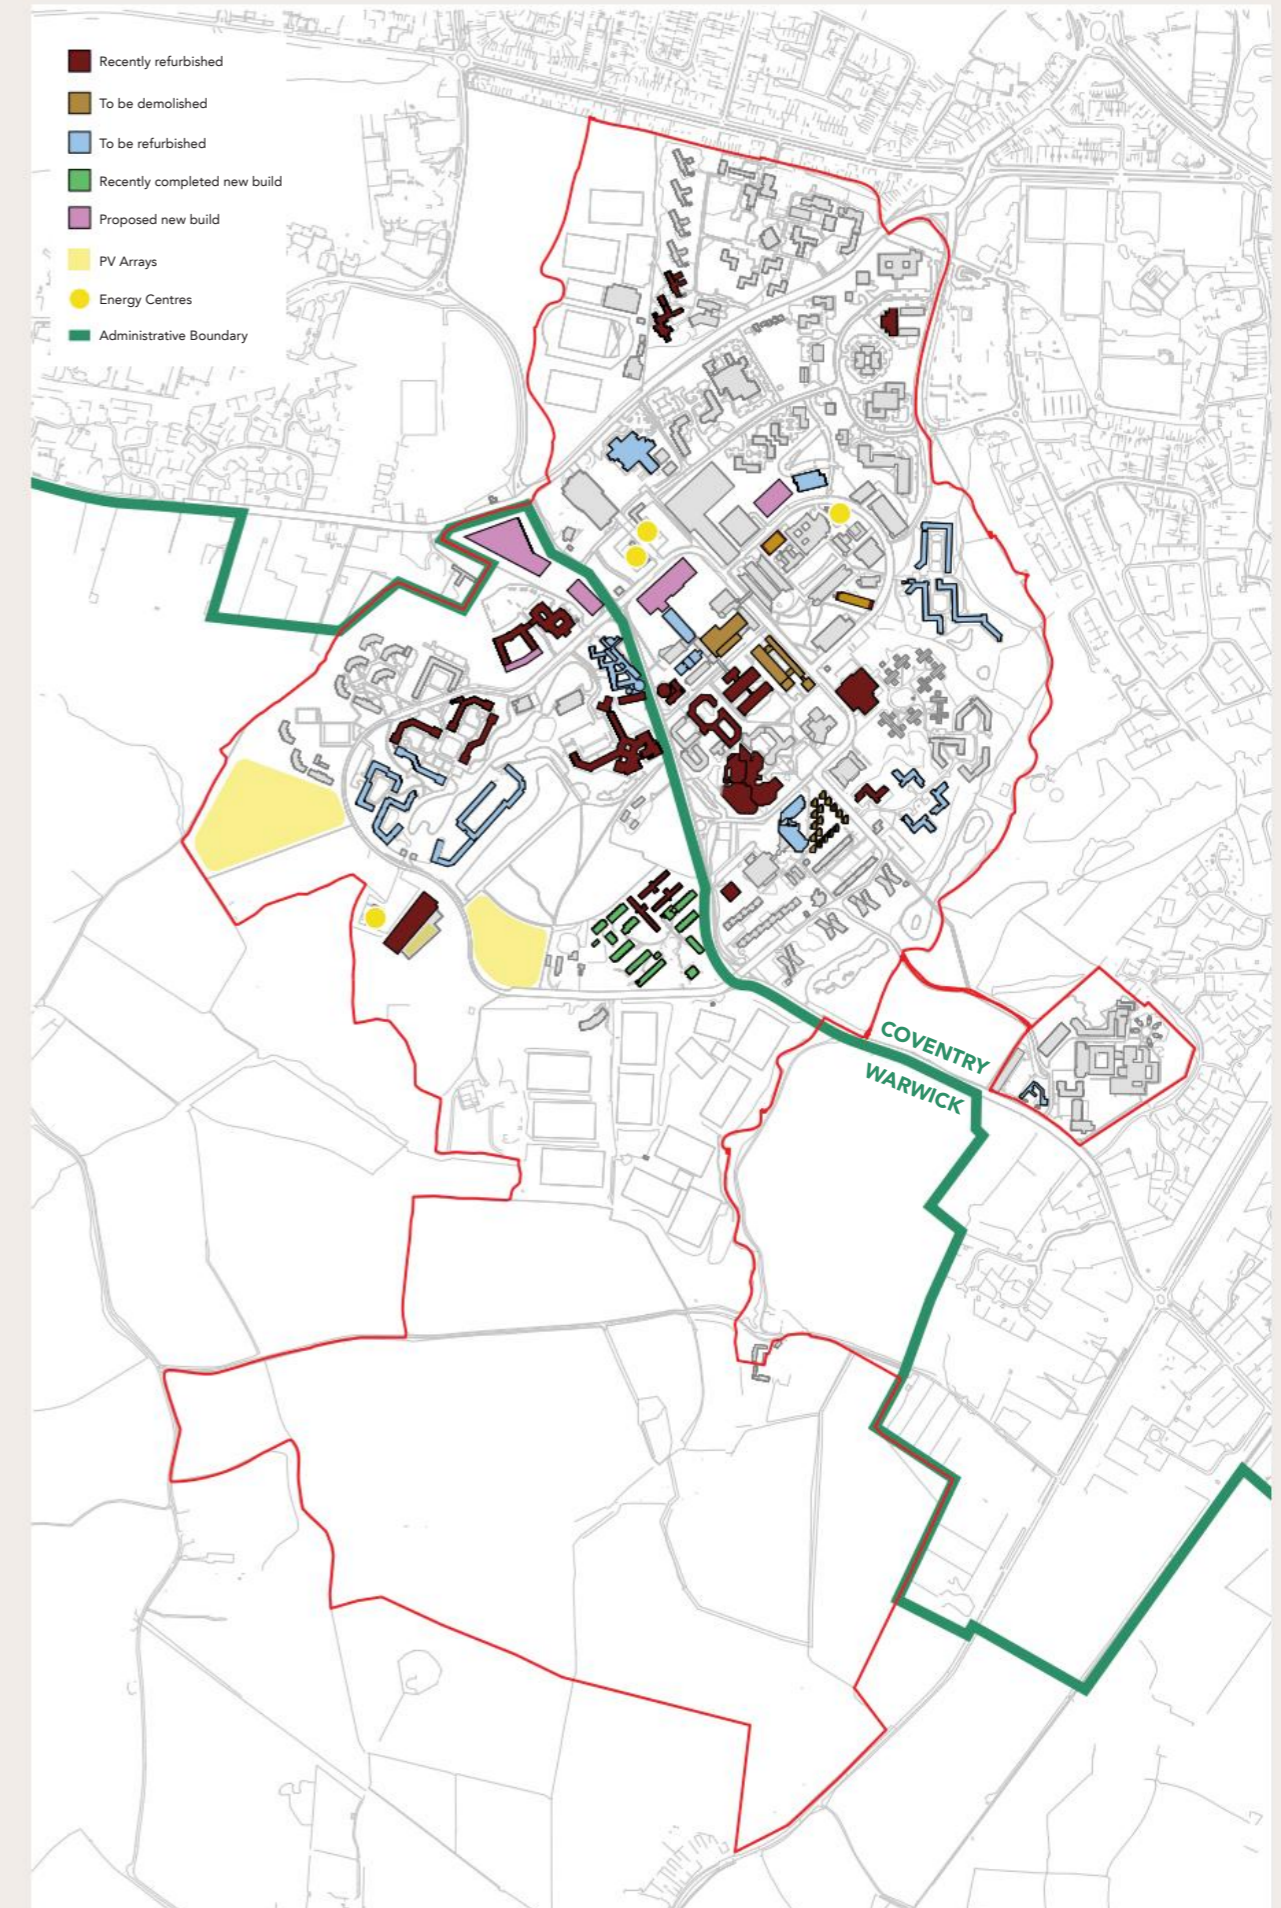 Recently refurbished
To be demolished
To be refurbished
Recently completed new build
Proposed new build
PV Arrays
Energy Centres
Administrative Boundary
COVENTRY
WARWICK